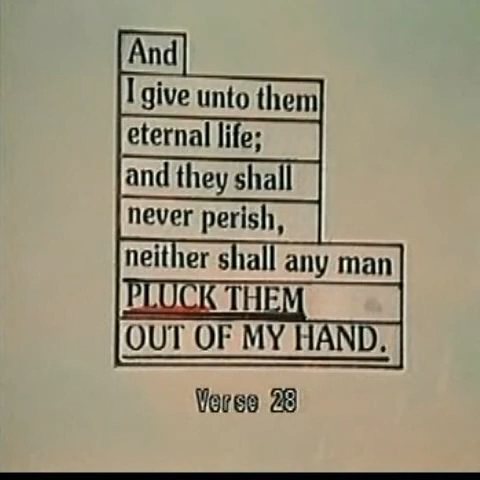 And
I give unto them
eternal life;
and they shall
never perish,
neither shall any man
PLUCK THEM
OUT OF MY HAND.
Verse 28